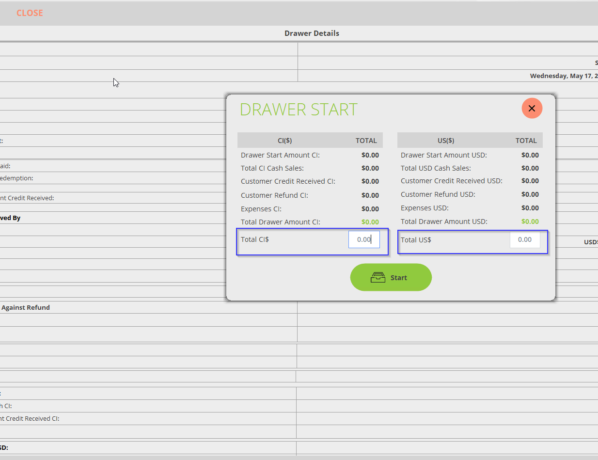 CLOSE
Drawer Details
S
Wednesday, May 17, 2
DRAWER START
CI($) TOTAL US($) TOTAL
Drawer Start Amount CI: $0.00 Drawer Start Amount USD: $0.00
Total CI Cash Sales: $0.00 Total USD Cash Sales: $0.00
Customer Credit Received CI: $0.00 Customer Credit Received USD: $0.00
Customer Refund CI: $0.00 Customer Refund USD: $0.00
Expenses CI: $0.00 Expenses USD: $0.00
Total Drawer Amount CI: $0.00 Total Drawer Amount USD: $0.00
Total CI$ 0.00 Total US$ 0.00
Start
:
aid:
edemption:
nt Credit Received:
ved By
USD:
Against Refund
:
h CI:
nt Credit Received CI:
SD: